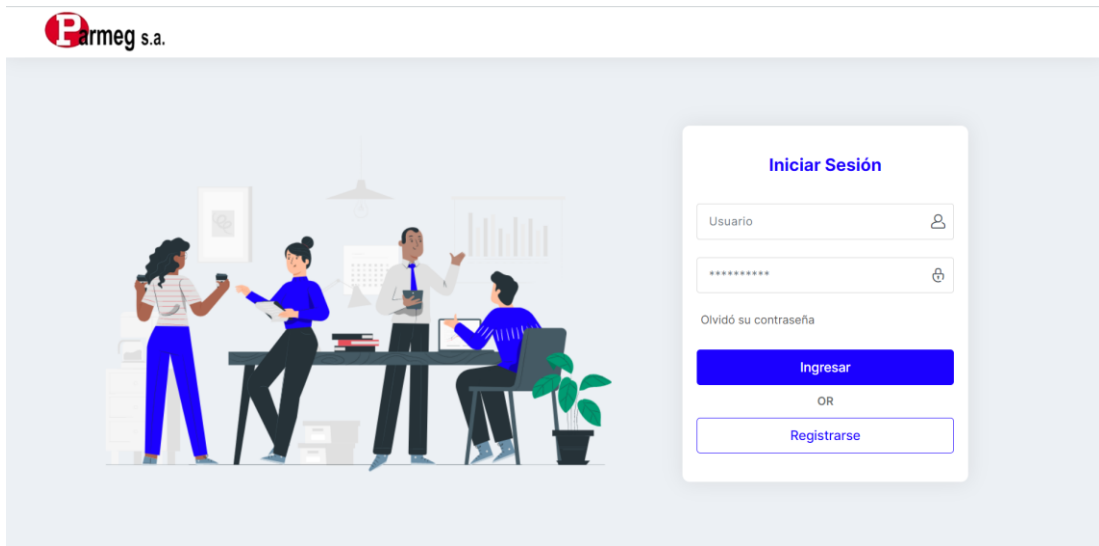 Parmeg s.a.
Iniciar Sesión
Usuario
**********
Olvidó su contraseña
Ingresar
OR
Registrarse